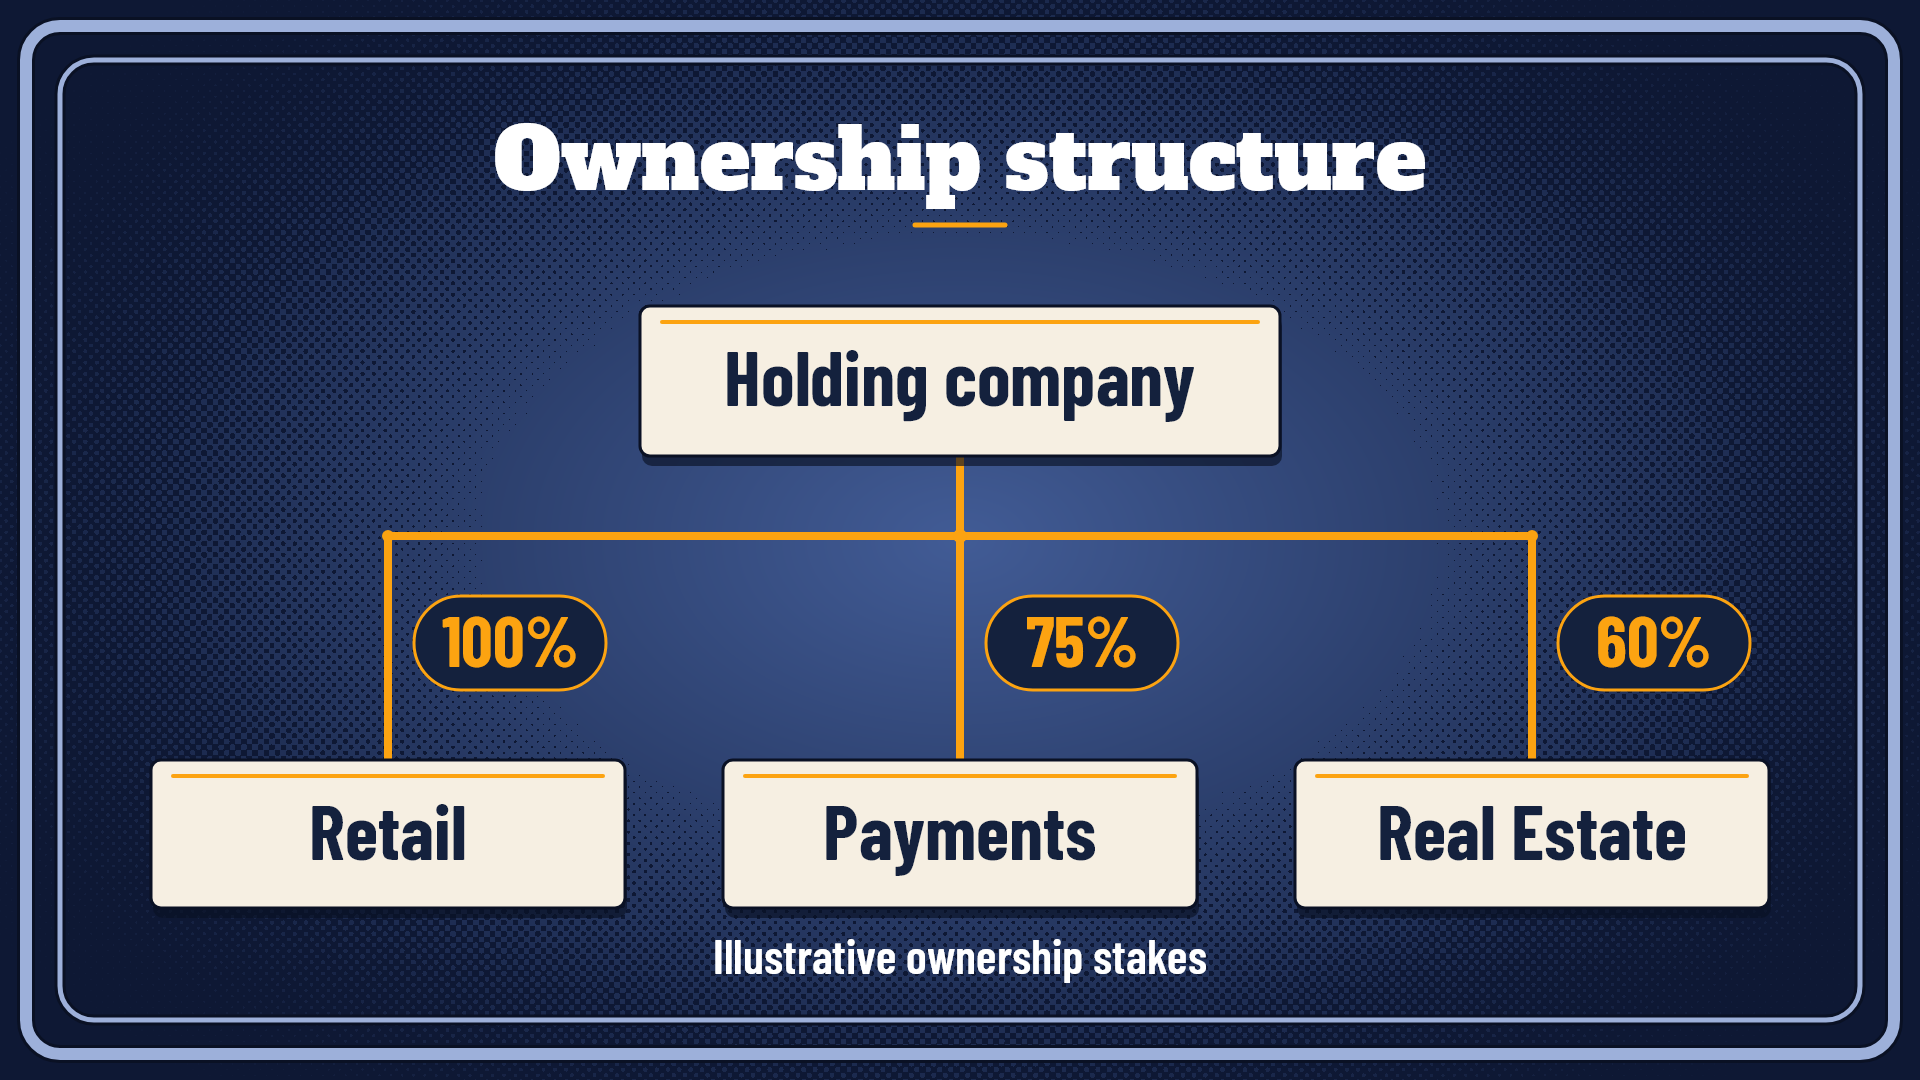 Ownership structure
Holding company
100%
75%
60%
Retail
Payments
Real Estate
Illustrative ownership stakes